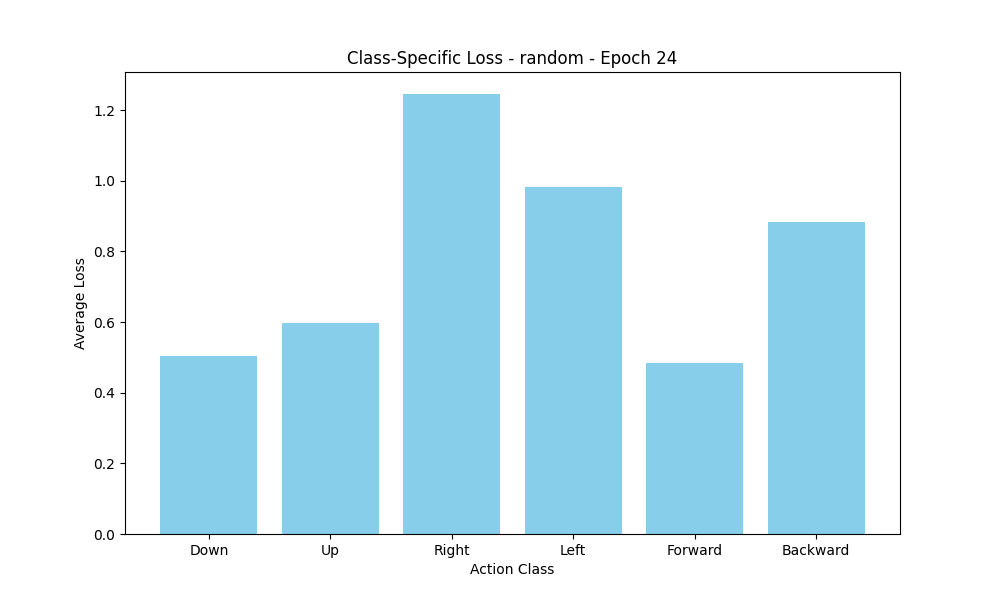 Class-Specific Loss - random - Epoch 24
Average Loss
1.2
1.0
0.8
0.6
0.4
0.2
0.0
Down Up Right Left Forward Backward
Action Class